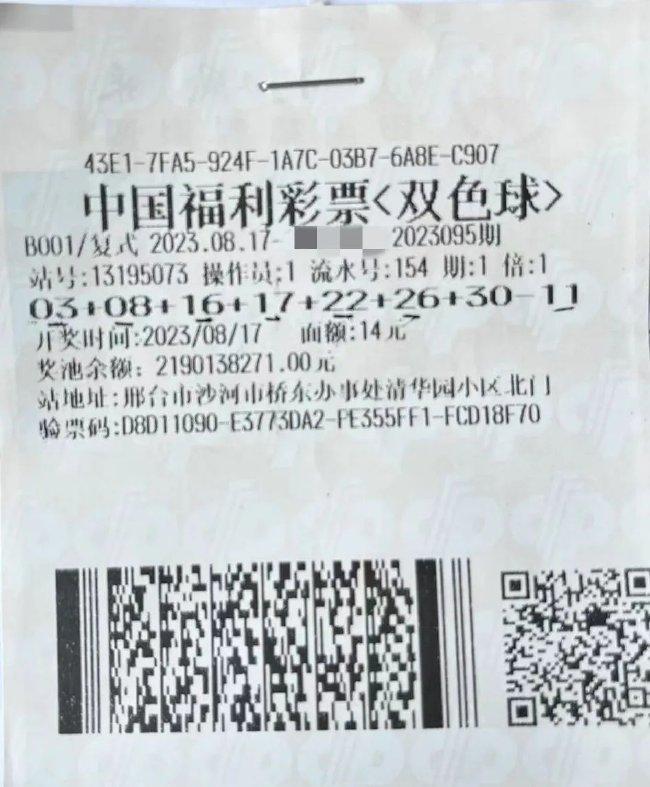 43E1-7FA5-924F-1A7C-03B7-6A8E-C907
中国福利彩票<双色球>
B001/复式 2023.08.17- 2023095期
站号:13195073 操作员:1 流水号:154 期:1 倍:1
03+08+16+17+22+26+30-11
开奖时间:2023/08/17 面额:14元
奖池余额: 2190138271.00元
站地址:邢台市沙河市桥东办事处清华园小区北门
验票码:D8D11090-E3773DA2-PE355FF1-FCD18F70